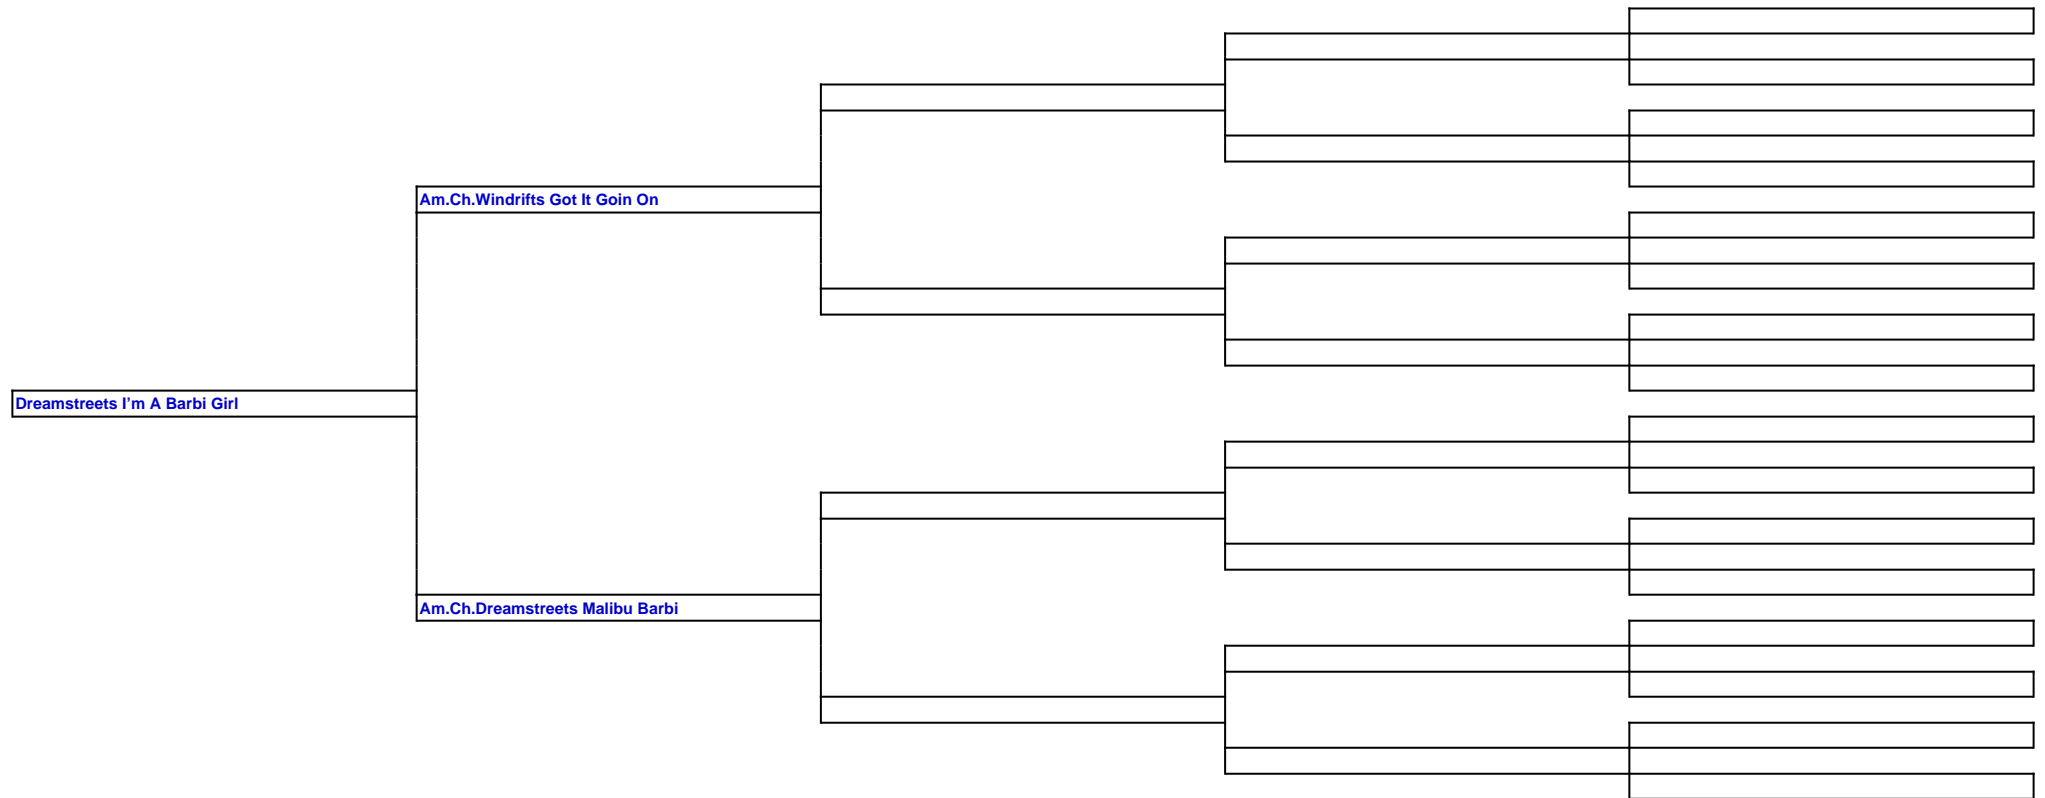 Am.Ch.Windrifts Got It Goin On
Dreamstreets I’m A Barbi Girl
Am.Ch.Dreamstreets Malibu Barbi